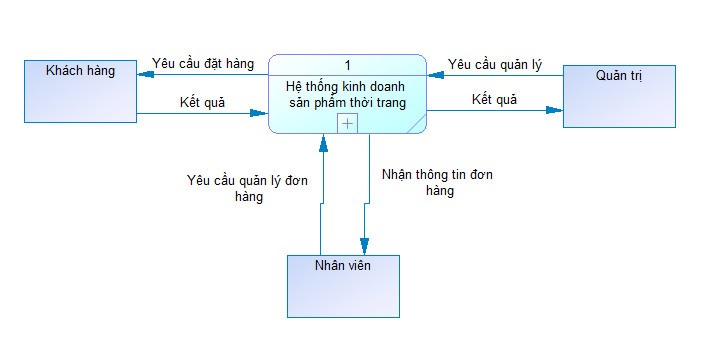 Yêu cầu đặt hàng
1
Yêu cầu quản lý
Khách hàng
Hệ thống kinh doanh
sản phẩm thời trang
Quản trị
Kết quả
Kết quả
Yêu cầu quản lý đơn
hàng
Nhận thông tin đơn
hàng
Nhân viên